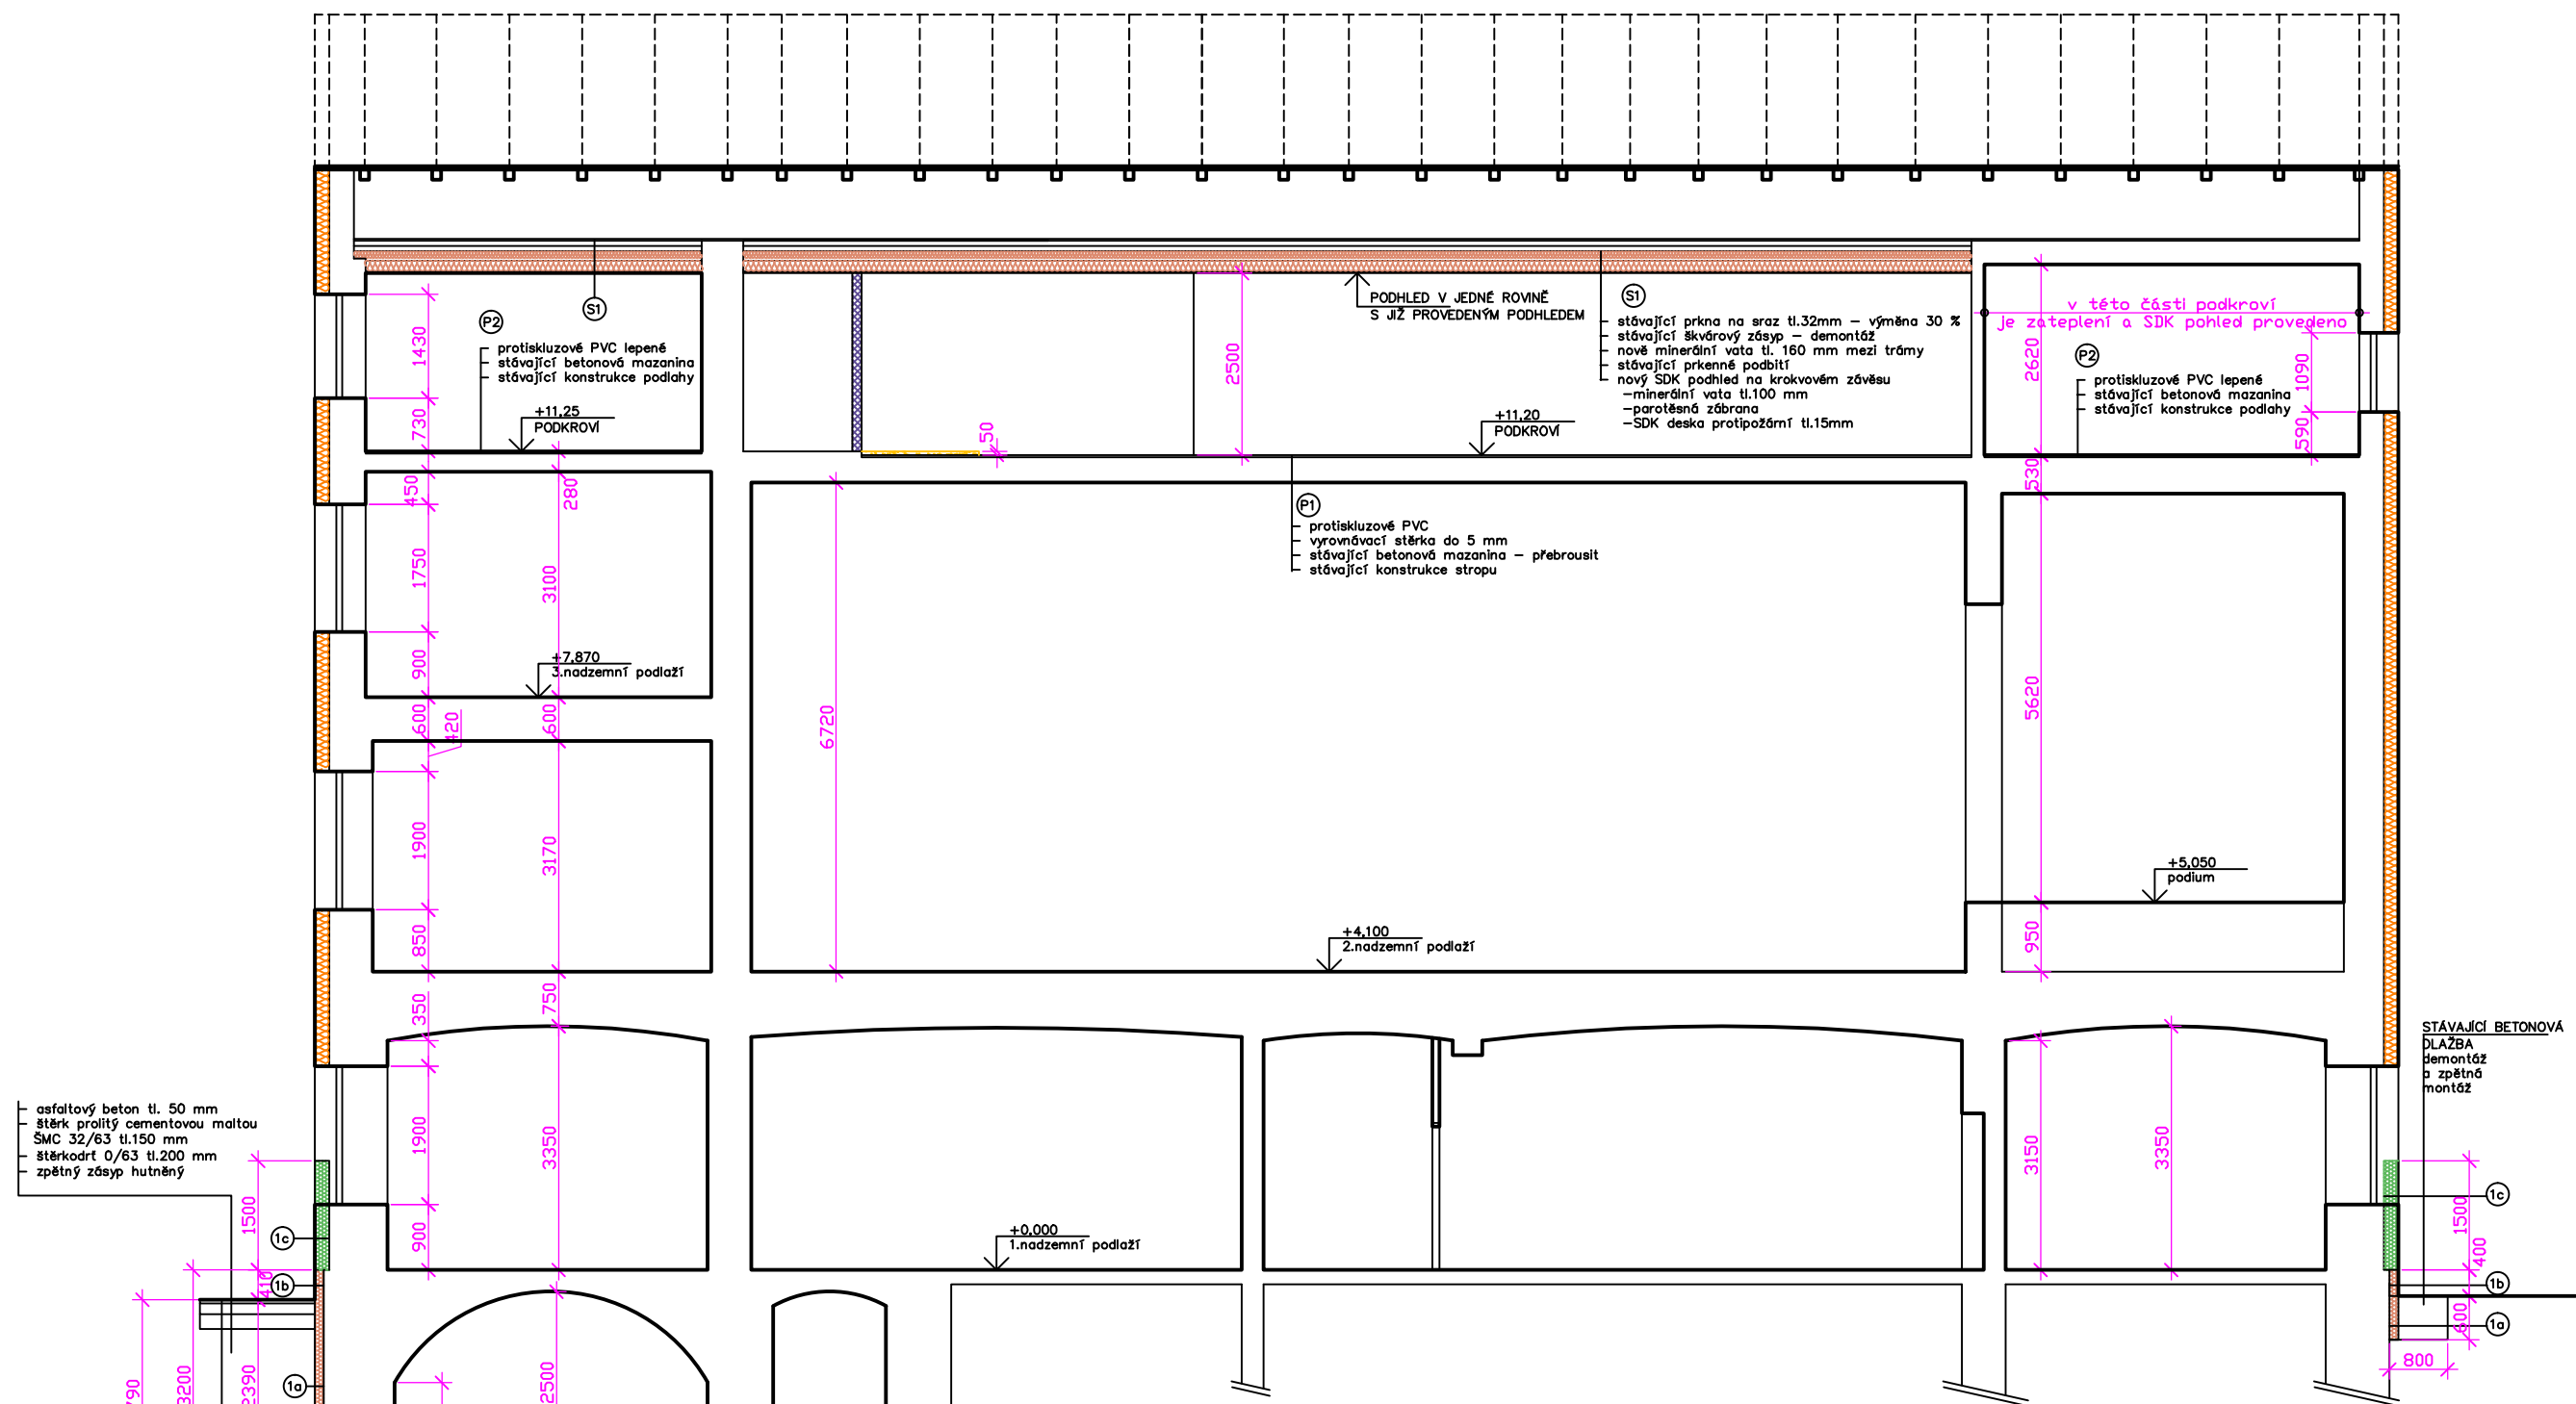 S1
P2
protiskluzové PVC lepené
stávající betonová mazanina
stávající konstrukce podlahy
+11,25
PODKROVÍ
1430
730
PODHLED V JEDNÉ ROVINĚ
S JIŽ PROVEDENÝM PODHLEDEM
2500
50
+11,20
PODKROVÍ
S1
stávající prkna na sraz tl.32mm – výměna 30 %
stávající škvárový zásyp – demontáž
nově minerální vata tl. 160 mm mezi trámy
stávající prkenné podbití
nový SDK podhled na krokvovém závěsu
–minerální vata tl.100 mm
–parotěsná zábrana
–SDK deska protipožární tl.15mm
v této části podkroví
je zateplení a SDK pohled provedeno
2620
1090
590
530
P2
protiskluzové PVC lepené
stávající betonová mazanina
stávající konstrukce podlahy
450
280
1750
3100
900
+7,870
3.nadzemní podlaží
600
600
420
P1
protiskluzové PVC
vyrovnávací stěrka do 5 mm
stávající betonová mazanina – přebrousit
stávající konstrukce stropu
6720
5620
1900
3170
850
+5,050
podium
950
+4,100
2.nadzemní podlaží
350
750
STÁVAJÍCÍ BETONOVÁ
DLAŽBA
demontáž
a zpětná
montáž
asfaltový beton tl. 50 mm
štěrk prolitý cementovou maltou
ŠMC 32/63 tl.150 mm
štěrkodrť 0/63 tl.200 mm
zpětný zásyp hutněný
1900
3350
900
3150
3350
1500
1c
410
1b
+0,000
1.nadzemní podlaží
1c
1500
400
1b
600
1a
800
790
3200
2390
1a
2500